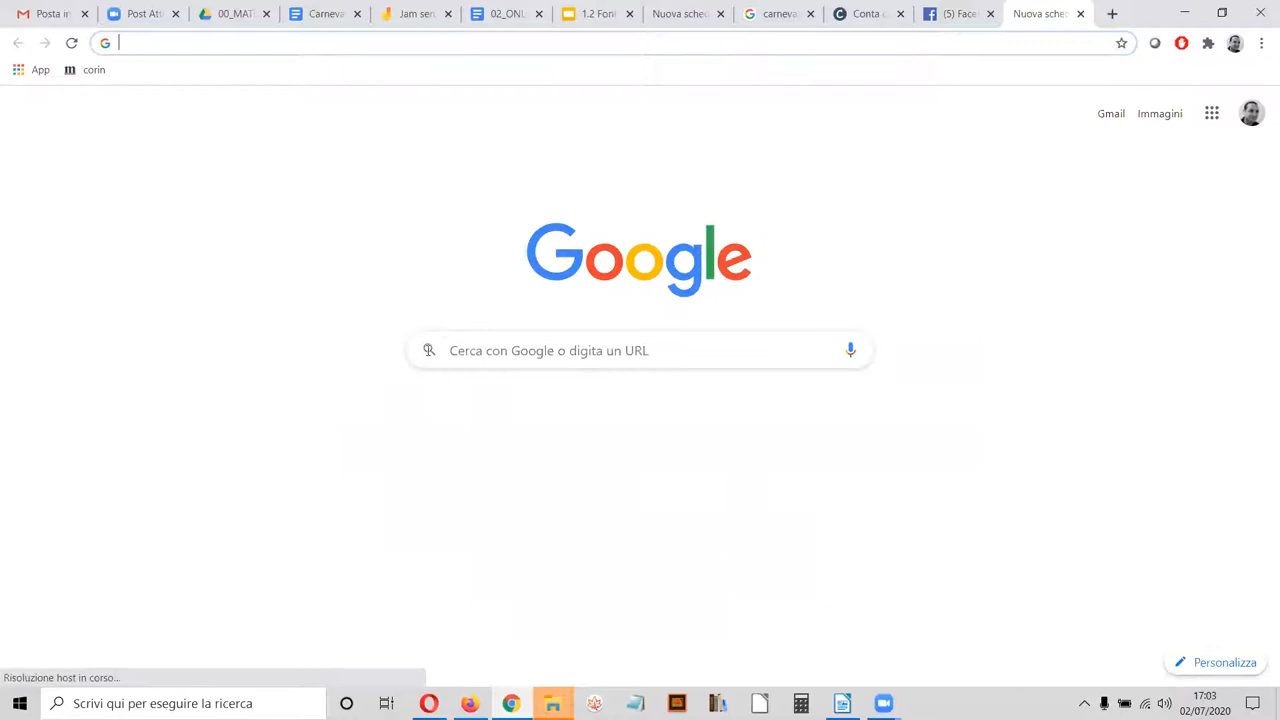 Posta in
Post Att
00_MAT
Carneva
Jam sen
02_ONL
1.2 Font
Nuova sche
carneva
Conta c
(5) Face
Nuova sche
App
corin
Gmail
Immagini
Google
Cerca con Google o digita un URL
Personalizza
Risoluzione host in corso...
Scrivi qui per eseguire la ricerca
17:03
02/07/2020